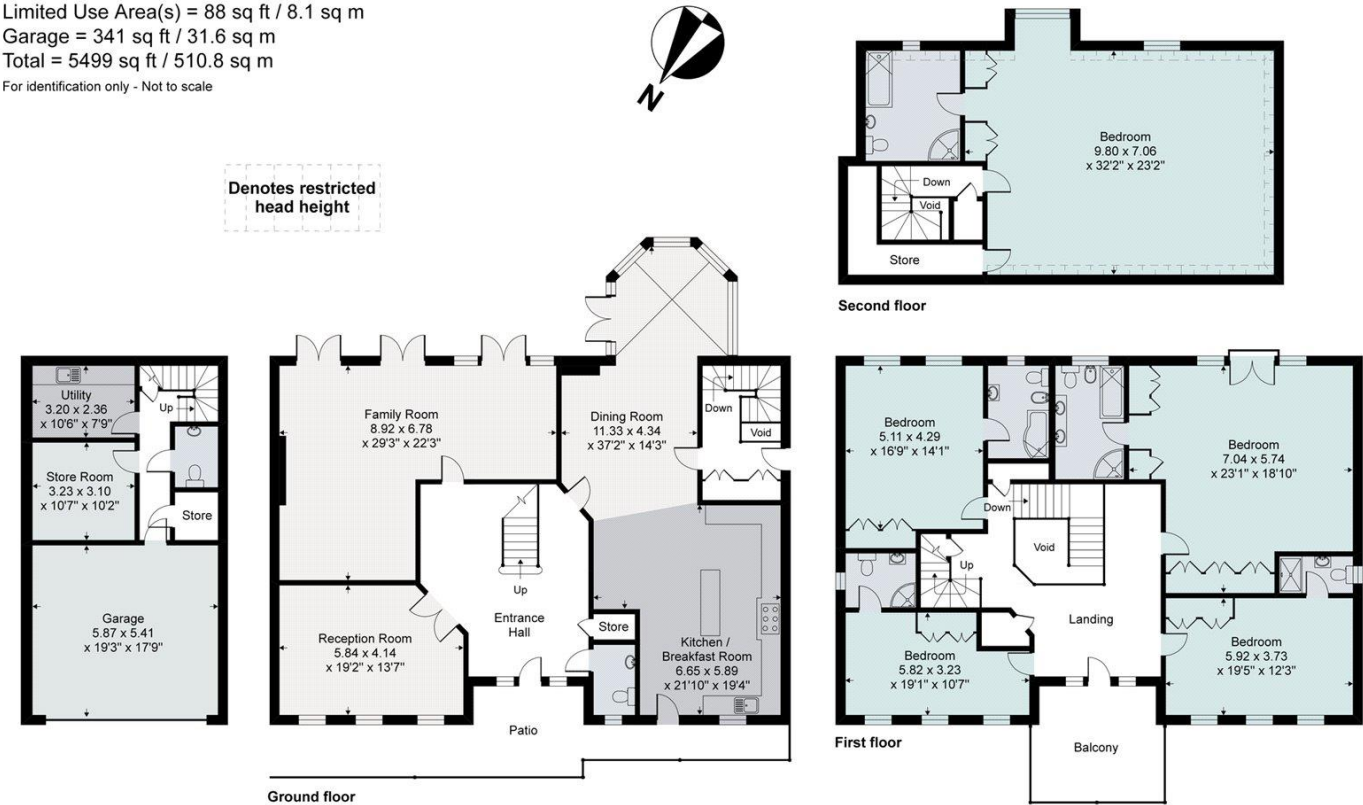 Limited Use Area(s) = 88 sq ft / 8.1 sq m
Garage = 341 sq ft / 31.6 sq m
Total = 5499 sq ft / 510.8 sq m
For identification only - Not to scale
N
Denotes restricted
head height
Bedroom
9.80 x 7.06
x 32'2" x 23'2"
Down
Void
Store
Second floor
Utility
3.20 x 2.36
x 10'6" x 7'9"
Up
Store Room
3.23 x 3.10
x 10'7" x 10'2"
Store
Garage
5.87 x 5.41
x 19'3" x 17'9"
Family Room
8.92 x 6.78
x 29'3" x 22'3"
Dining Room
11.33 x 4.34
x 37'2" x 14'3"
Down
Void
Up
Entrance
Hall
Store
Reception Room
5.84 x 4.14
x 19'2" x 13'7"
Kitchen /
Breakfast Room
6.65 x 5.89
x 21'10" x 19'4"
Patio
Ground floor
Bedroom
5.11 x 4.29
x 16'9" x 14'1"
Bedroom
7.04 x 5.74
x 23'1" x 18'10"
Down
Void
Up
Landing
Bedroom
5.82 x 3.23
x 19'1" x 10'7"
Bedroom
5.92 x 3.73
x 19'5" x 12'3"
Balcony
First floor